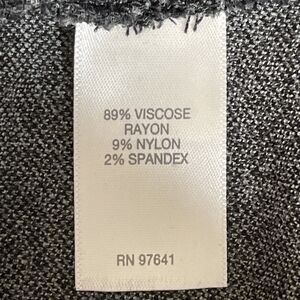 89% VISCOSE
RAYON
9% NYLON
2% SPANDEX
RN 97641